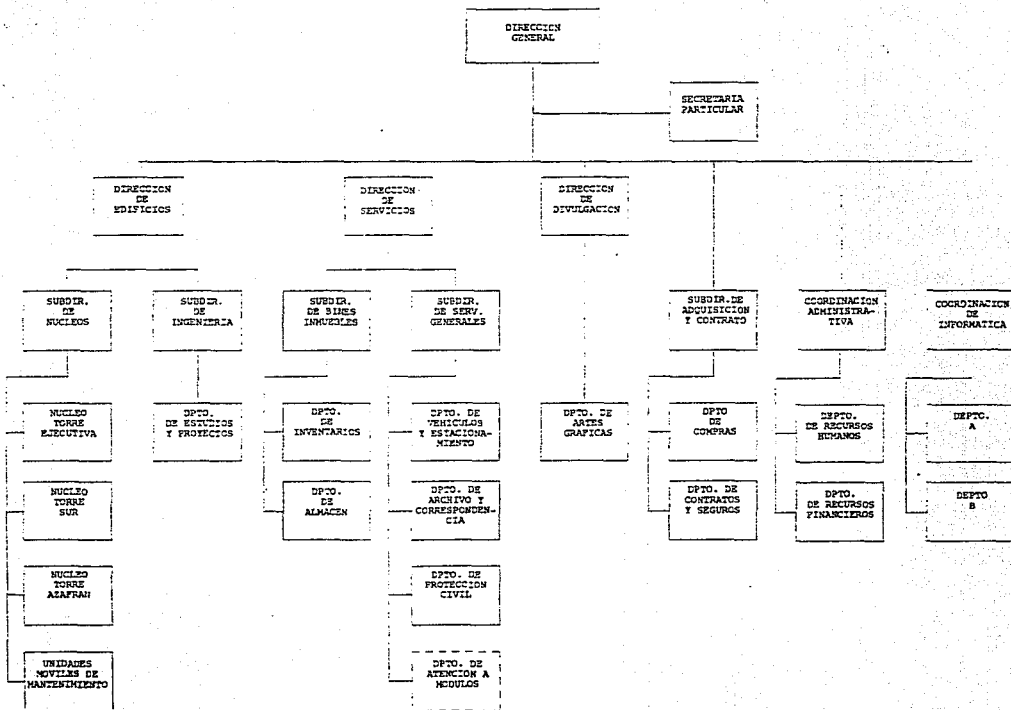 DIRECCION
GENERAL
SECRETARIA
PARTICULAR
DIRECCION
DE
EDIFICIOS
DIRECCION
DE
SERVICIOS
DIRECCION
DE
DIVULGACION
SUBDIR.
DE
NUCLEOS
SUBDIR.
DE
INGENIERIA
SUBDIR.
DE BINES
INMUEBLES
SUBDIR.
DE SERV.
GENERALES
SUBDIR.DE
ADQUISICION
Y CONTRATO
COORDINACION
ADMINISTRA-
TIVA
COORDINACION
DE
INFORMATICA
NUCLEO
TORRE
EJECUTIVA
DPTO.
DE ESTUDIOS
Y PROYECTOS
DPTO.
DE
INVENTARIOS
DPTO. DE
VEHICULOS
Y ESTACIONA-
MIENTO
DPTO. DE
ARTES
GRAFICAS
DPTO
DE
COMPRAS
DEPTO.
DE RECURSOS
HUMANOS
DEPTO.
A
NUCLEO
TORRE
SUR
DPTO.
DE
ALMACEN
DPTO. DE
ARCHIVO Y
CORRESPONDEN-
CIA
DPTO. DE
CONTRATOS
Y SEGUROS
DPTO.
DE RECURSOS
FINANCIEROS
DEPTO
B
NUCLEO
TORRE
AZAFRAN
DPTO. DE
PROTECCION
CIVIL
UNIDADES
MOVILES DE
MANTENIMIENTO
DPTO. DE
ATENCION A
MODULOS